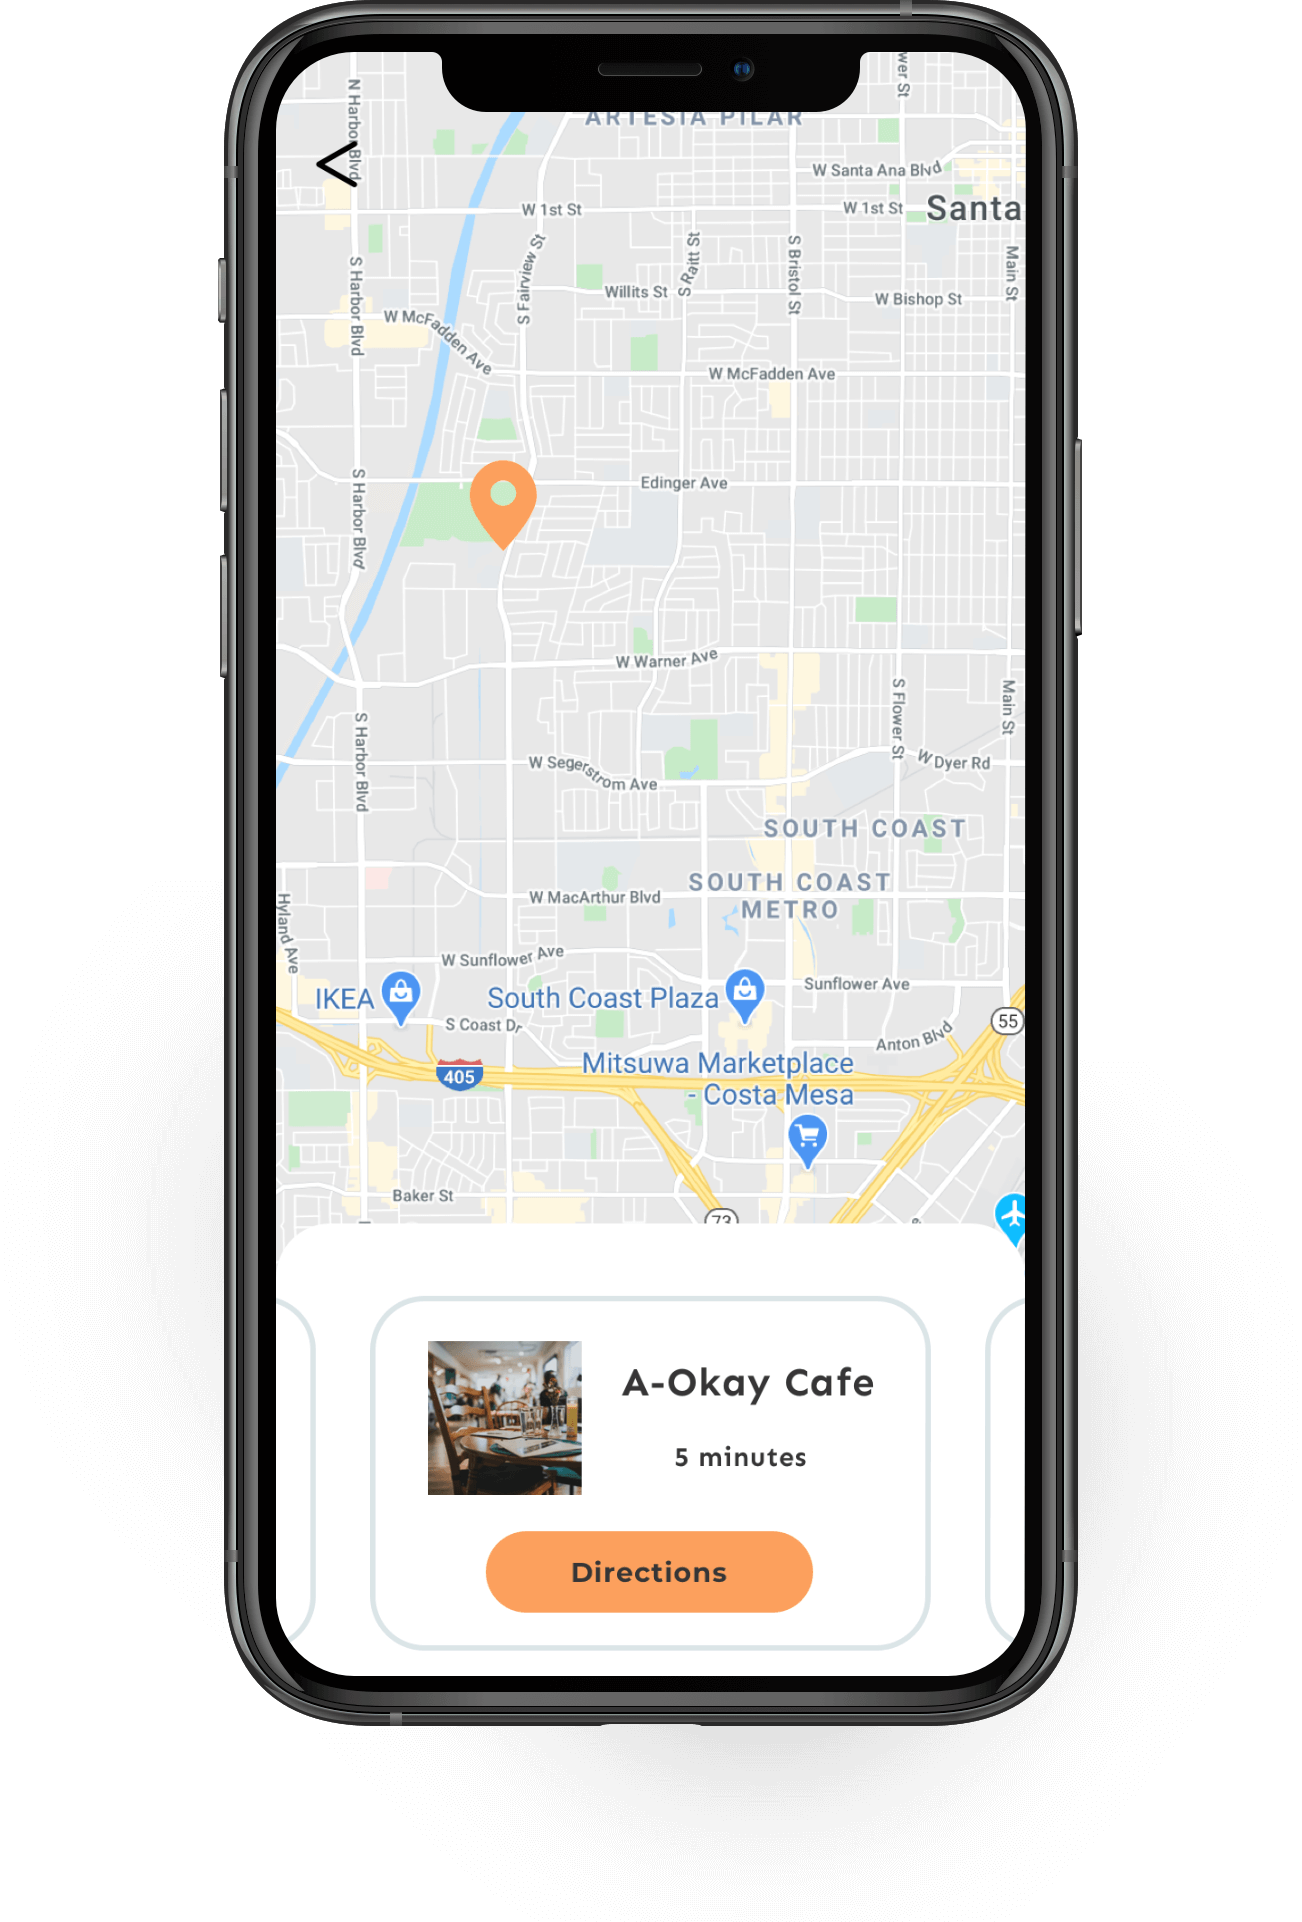 wer St
N Harbor Blvd
ARTESIA PILAR
W Santa Ana Blvd
W 1st St
W 1st St
Santa
S Fairview St
S Raitt St
S Bristol St
Main St
S Harbor Blvd
Willits St
W Bishop St
W McFadden Ave
W McFadden Ave
S Harbor Blvd
Edinger Ave
W Warner Ave
S Flower St
Main St
S Harbor Blvd
W Segerstrom Ave
W Dyer Rd
SOUTH COAST
SOUTH COAST
METRO
W MacArthur Blvd
Hyland Ave
W Sunflower Ave
Sunflower Ave
IKEA
South Coast Plaza
S Coast Dr
55
Anton Blvd
405
Mitsuwa Marketplace
- Costa Mesa
Baker St
73
A-Okay Cafe
5 minutes
Directions